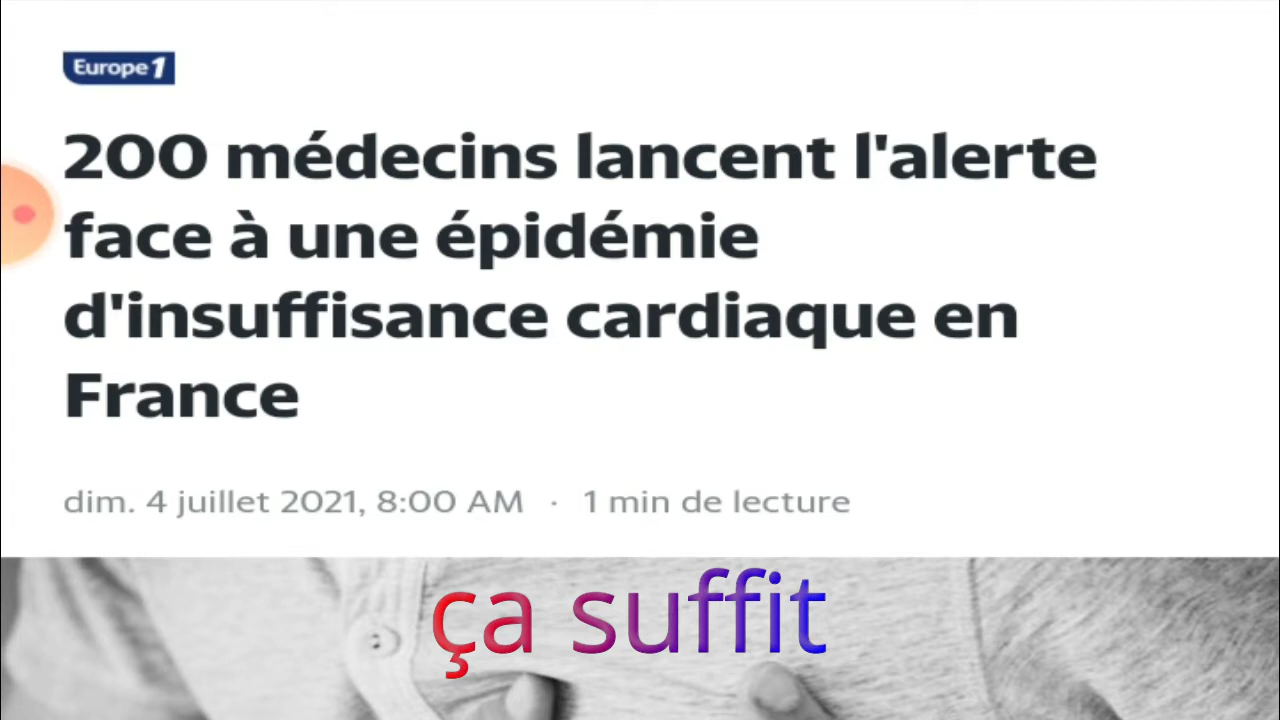 Europe 1
200 médecins lancent l'alerte
face à une épidémie
d'insuffisance cardiaque en
France
dim. 4 juillet 2021, 8:00 AM · 1 min de lecture
ça suffit